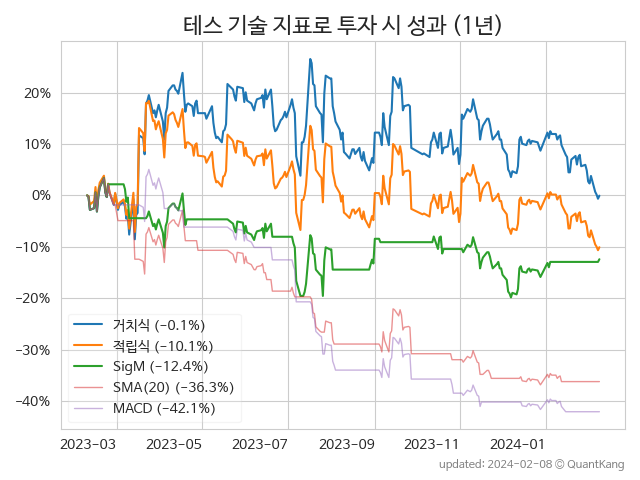 테스 기술 지표로 투자 시 성과 (1년)
20%
10%
0%
−10%
−20%
−30%
−40%
거치식 (−0.1%)
적립식 (−10.1%)
SigM (−12.4%)
SMA(20) (−36.3%)
MACD (−42.1%)
2023−03 2023−05 2023−07 2023−09 2023−11 2024−01
updated: 2024−02−08 © QuantKang